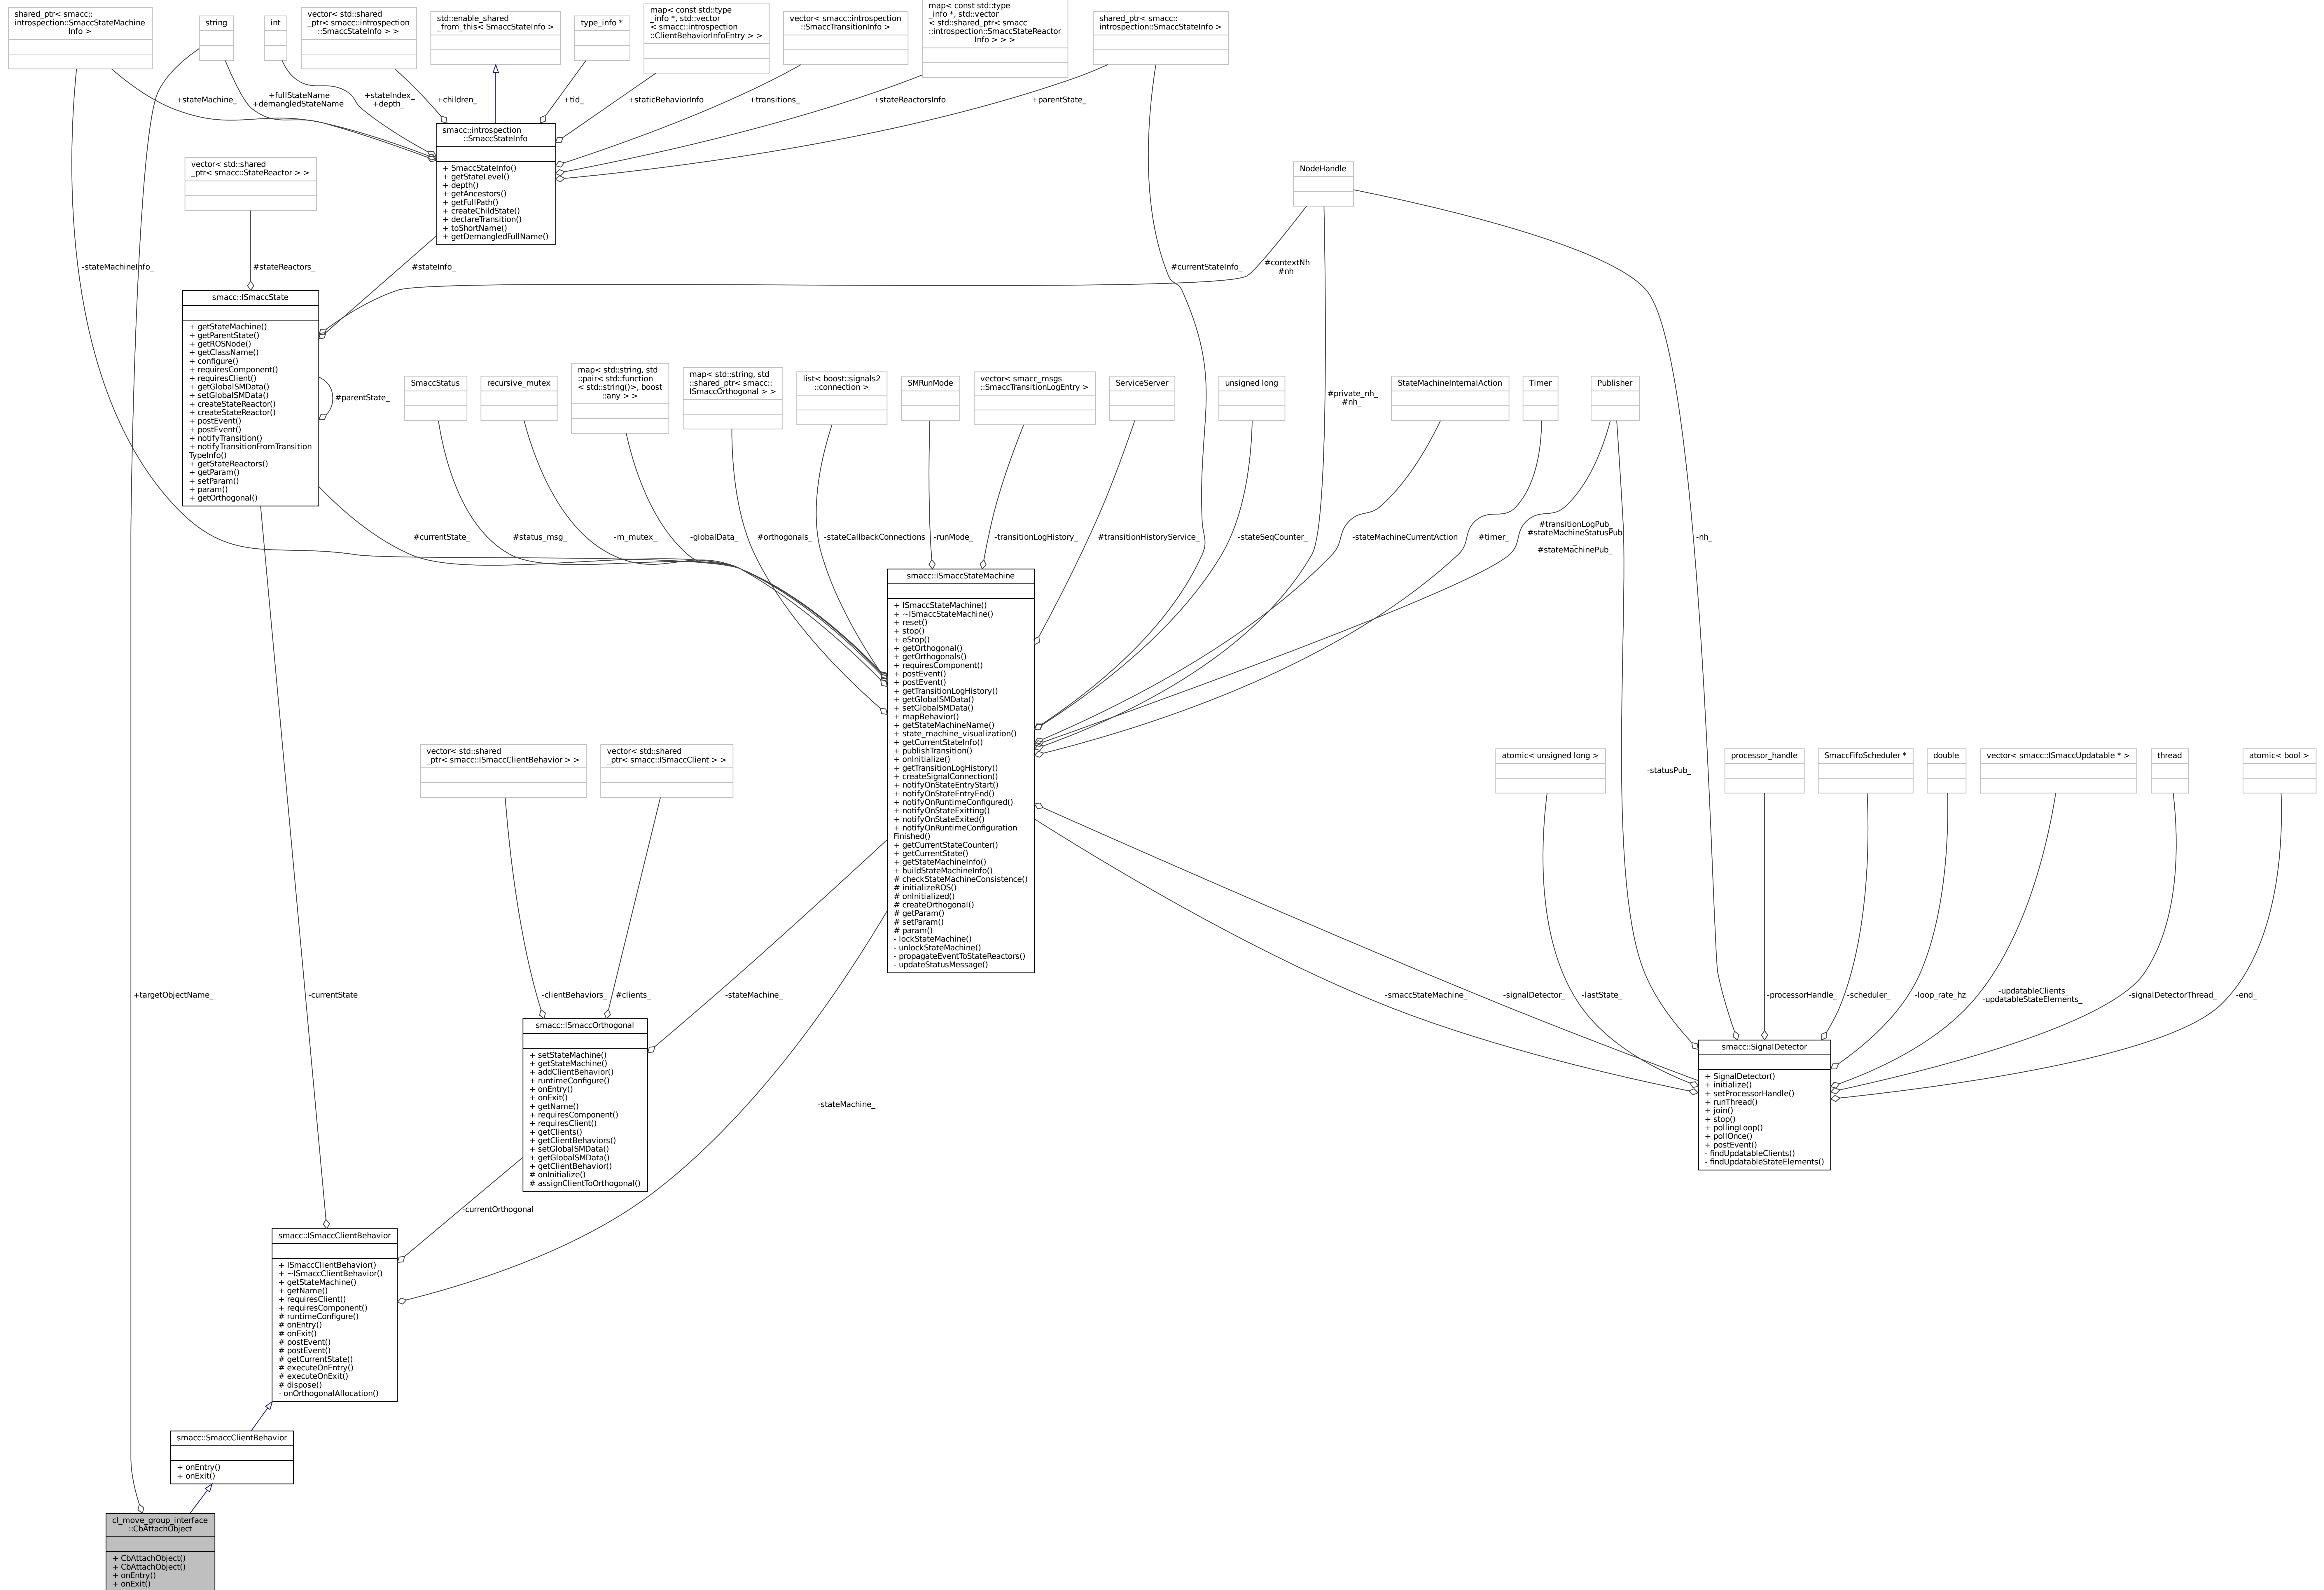 shared_ptr< smacc::
introspection::SmaccStateMachine
Info >
string
int
vector< std::shared
_ptr< smacc::introspection
::SmaccStateInfo > >
std::enable_shared
_from_this< SmaccStateInfo >
type_info *
map< const std::type
_info *, std::vector
< smacc::introspection
::ClientBehaviorInfoEntry > >
vector< smacc::introspection
::SmaccTransitionInfo >
map< const std::type
_info *, std::vector
< std::shared_ptr< smacc
::introspection::SmaccStateReactor
Info > > >
shared_ptr< smacc::
introspection::SmaccStateInfo >
+stateMachine_
+fullStateName
+demangledStateName
+stateIndex_
+depth_
+children_
+tid_
+staticBehaviorInfo
+transitions_
+stateReactorsInfo
+parentState_
smacc::introspection
::SmaccStateInfo
+ SmaccStateInfo()
+ getStateLevel()
+ depth()
+ getAncestors()
+ getFullPath()
+ createChildState()
+ declareTransition()
+ toShortName()
+ getDemangledFullName()
vector< std::shared
_ptr< smacc::StateReactor > >
NodeHandle
-stateMachineInfo_
#stateReactors_
#stateInfo_
#currentStateInfo_
#contextNh
#nh
smacc::ISmaccState
+ getStateMachine()
+ getParentState()
+ getROSNode()
+ getClassName()
+ configure()
+ requiresComponent()
+ requiresClient()
+ getGlobalSMData()
+ setGlobalSMData()
+ createStateReactor()
+ createStateReactor()
+ postEvent()
+ postEvent()
+ notifyTransition()
+ notifyTransitionFromTransition
TypeInfo()
+ getStateReactors()
+ getParam()
+ setParam()
+ param()
+ getOrthogonal()
#parentState_
SmaccStatus
recursive_mutex
map< std::string, std
::pair< std::function
< std::string()>, boost
::any > >
map< std::string, std
::shared_ptr< smacc::
ISmaccOrthogonal > >
list< boost::signals2
::connection >
SMRunMode
vector< smacc_msgs
::SmaccTransitionLogEntry >
ServiceServer
unsigned long
#private_nh_
#nh_
StateMachineInternalAction
Timer
Publisher
#currentState_
#status_msg_
-m_mutex_
-globalData_
#orthogonals_
-stateCallbackConnections
-runMode_
-transitionLogHistory_
#transitionHistoryService_
-stateSeqCounter_
-stateMachineCurrentAction
#timer_
#transitionLogPub_
#stateMachineStatusPub
_
#stateMachinePub_
-nh_
smacc::ISmaccStateMachine
+ ISmaccStateMachine()
+ ~ISmaccStateMachine()
+ reset()
+ stop()
+ eStop()
+ getOrthogonal()
+ getOrthogonals()
+ requiresComponent()
+ postEvent()
+ postEvent()
+ getTransitionLogHistory()
+ getGlobalSMData()
+ setGlobalSMData()
+ mapBehavior()
+ getStateMachineName()
+ state_machine_visualization()
+ getCurrentStateInfo()
+ publishTransition()
+ onInitialize()
+ getTransitionLogHistory()
+ createSignalConnection()
+ notifyOnStateEntryStart()
+ notifyOnStateEntryEnd()
+ notifyOnRuntimeConfigured()
+ notifyOnStateExitting()
+ notifyOnStateExited()
+ notifyOnRuntimeConfiguration
Finished()
+ getCurrentStateCounter()
+ getCurrentState()
+ getStateMachineInfo()
+ buildStateMachineInfo()
# checkStateMachineConsistence()
# initializeROS()
# onInitialized()
# createOrthogonal()
# getParam()
# setParam()
# param()
- lockStateMachine()
- unlockStateMachine()
- propagateEventToStateReactors()
- updateStatusMessage()
vector< std::shared
_ptr< smacc::ISmaccClientBehavior > >
vector< std::shared
_ptr< smacc::ISmaccClient > >
atomic< unsigned long >
-statusPub_
processor_handle
SmaccFifoScheduler *
double
vector< smacc::ISmaccUpdatable * >
thread
atomic< bool >
+targetObjectName_
-currentState
-clientBehaviors_
#clients_
-stateMachine_
-smaccStateMachine_
-signalDetector_
-lastState_
-processorHandle_
-scheduler_
-loop_rate_hz
-updatableClients_
-updatableStateElements_
-signalDetectorThread_
-end_
smacc::ISmaccOrthogonal
+ setStateMachine()
+ getStateMachine()
+ addClientBehavior()
+ runtimeConfigure()
+ onEntry()
+ onExit()
+ getName()
+ requiresComponent()
+ requiresClient()
+ getClients()
+ getClientBehaviors()
+ setGlobalSMData()
+ getGlobalSMData()
+ getClientBehavior()
# onInitialize()
# assignClientToOrthogonal()
-stateMachine_
smacc::SignalDetector
+ SignalDetector()
+ initialize()
+ setProcessorHandle()
+ runThread()
+ join()
+ stop()
+ pollingLoop()
+ pollOnce()
+ postEvent()
- findUpdatableClients()
- findUpdatableStateElements()
-currentOrthogonal
smacc::ISmaccClientBehavior
+ ISmaccClientBehavior()
+ ~ISmaccClientBehavior()
+ getStateMachine()
+ getName()
+ requiresClient()
+ requiresComponent()
# runtimeConfigure()
# onEntry()
# onExit()
# postEvent()
# postEvent()
# getCurrentState()
# executeOnEntry()
# executeOnExit()
# dispose()
- onOrthogonalAllocation()
smacc::SmaccClientBehavior
+ onEntry()
+ onExit()
cl_move_group_interface
::CbAttachObject
+ CbAttachObject()
+ CbAttachObject()
+ onEntry()
+ onExit()